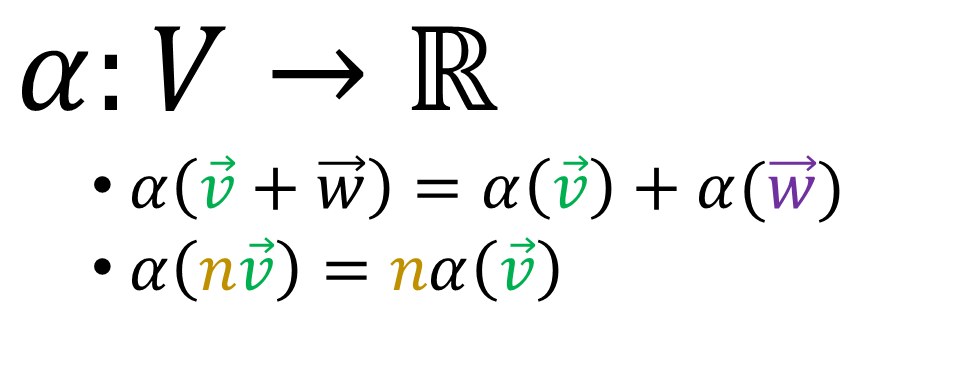 𝛼: 𝑉 → ℝ
• 𝛼(𝑣⃗ + 𝑤⃗) = 𝛼(𝑣⃗) + 𝛼(𝑤⃗)
• 𝛼(𝑛𝑣⃗) = 𝑛𝛼(𝑣⃗)